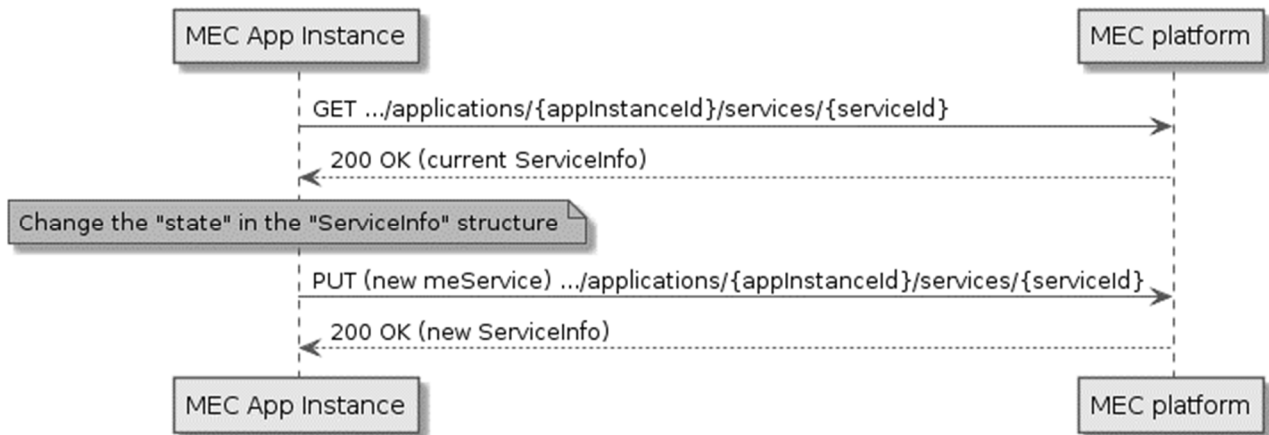 MEC App Instance
MEC platform
GET .../applications/{appInstanceId}/services/{serviceId}
200 OK (current ServiceInfo)
Change the "state" in the "ServiceInfo" structure
PUT (new meService) .../applications/{appInstanceId}/services/{serviceId}
200 OK (new ServiceInfo)
MEC App Instance
MEC platform